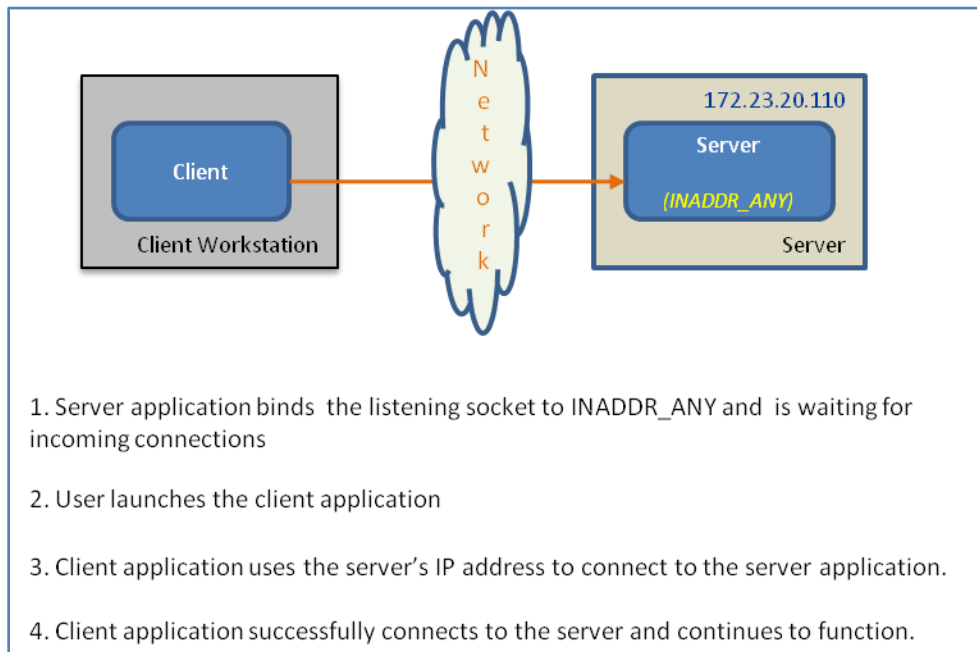 Network
172.23.20.110
Client
Server
(INADDR_ANY)
Client Workstation
Server
1. Server application binds the listening socket to INADDR_ANY and is waiting for
incoming connections
2. User launches the client application
3. Client application uses the server's IP address to connect to the server application.
4. Client application successfully connects to the server and continues to function.